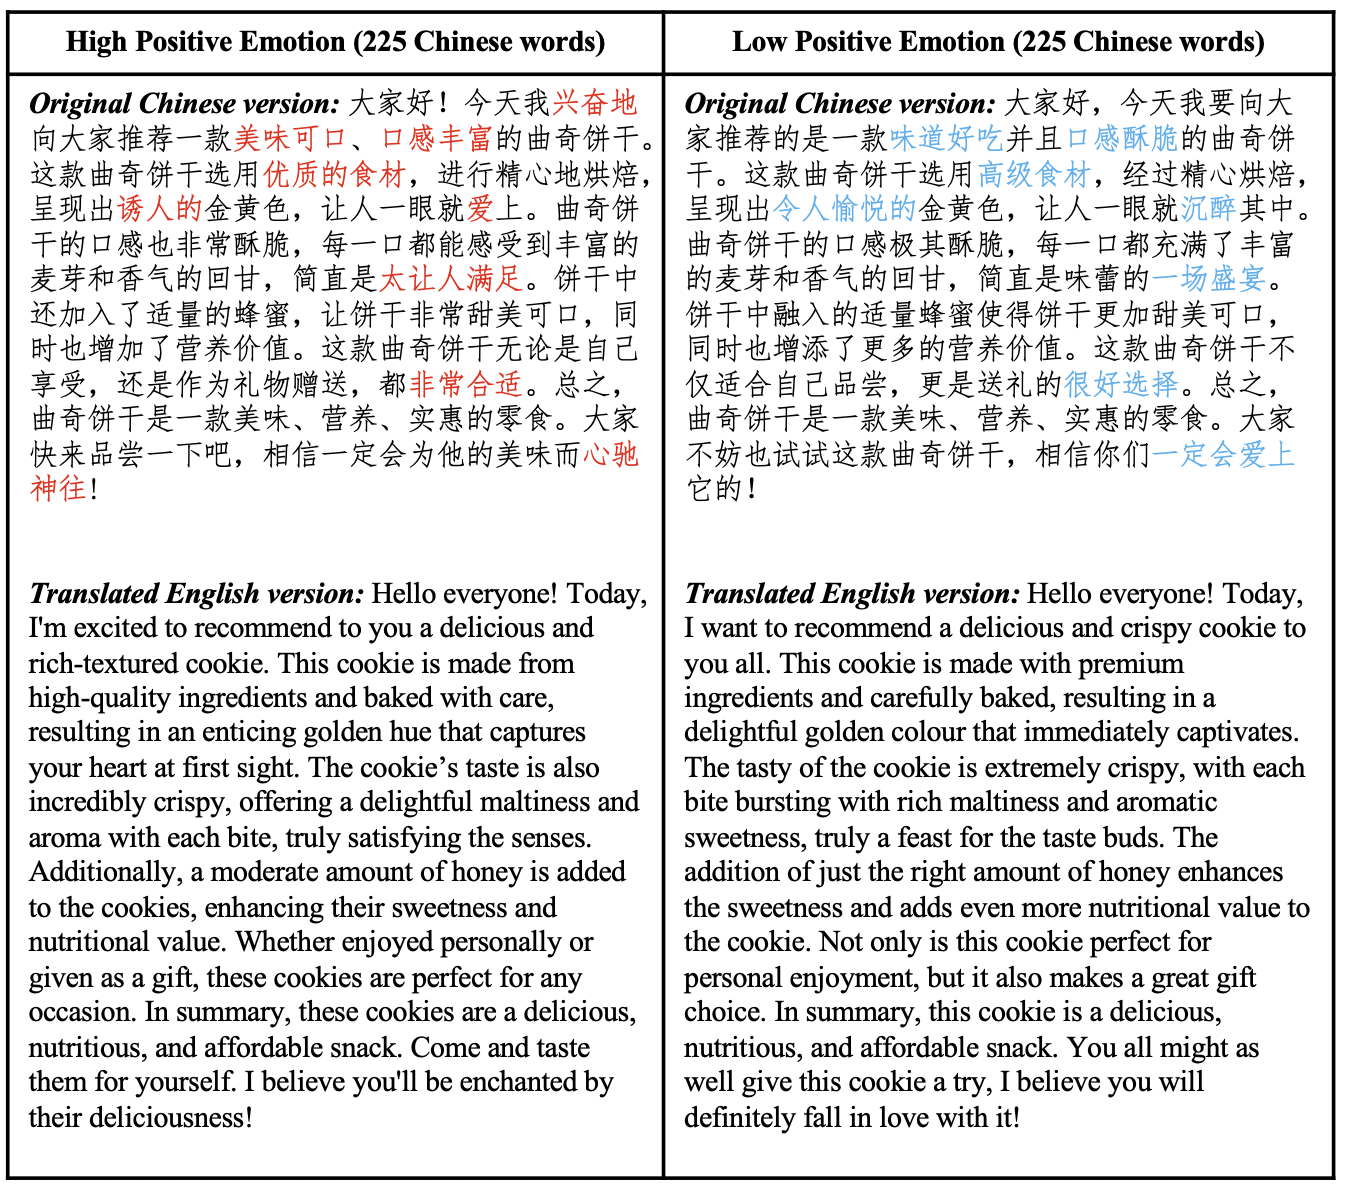 High Positive Emotion (225 Chinese words)
Original Chinese version: 大家好！今天我兴奋地
向大家推荐一款美味可口、口感丰富的曲奇饼干。
这款曲奇饼干选用优质的食材，进行精心地烘焙，
呈现出诱人的金黄色，让人一眼就爱上。曲奇饼
干的口感也非常酥脆，每一口都能感受到丰富的
麦芽和香气的回甘，简直是太让人满足。饼干中
还加入了适量的蜂蜜，让饼干非常甜美可口，同
时也增加了营养价值。这款曲奇饼干无论是自己
享受，还是作为礼物赠送，都非常合适。总之，
曲奇饼干是一款美味、营养、实惠的零食。大家
快来品尝一下吧，相信一定会为他的美味而心驰
神往！
Translated English version: Hello everyone! Today,
I'm excited to recommend to you a delicious and
rich-textured cookie. This cookie is made from
high-quality ingredients and baked with care,
resulting in an enticing golden hue that captures
your heart at first sight. The cookie’s taste is also
incredibly crispy, offering a delightful maltiness and
aroma with each bite, truly satisfying the senses.
Additionally, a moderate amount of honey is added
to the cookies, enhancing their sweetness and
nutritional value. Whether enjoyed personally or
given as a gift, these cookies are perfect for any
occasion. In summary, these cookies are a delicious,
nutritious, and affordable snack. Come and taste
them for yourself. I believe you'll be enchanted by
their deliciousness!
Low Positive Emotion (225 Chinese words)
Original Chinese version: 大家好，今天我要向大
家推荐的是一款味道好吃并且口感酥脆的曲奇饼
干。这款曲奇饼干选用高级食材，经过精心烘焙，
呈现出令人愉悦的金黄色，让人一眼就沉醉其中。
曲奇饼干的口感极其酥脆，每一口都充满了丰富
的麦芽和香气的回甘，简直是味蕾的一场盛宴。
饼干中融入的适量蜂蜜使得饼干更加甜美可口，
同时也增添了更多的营养价值。这款曲奇饼干不
仅适合自己品尝，更是送礼的很好选择。总之，
曲奇饼干是一款美味、营养、实惠的零食。大家
不妨也试试这款曲奇饼干，相信你们一定会爱上
它的！
Translated English version: Hello everyone! Today,
I want to recommend a delicious and crispy cookie to
you all. This cookie is made with premium
ingredients and carefully baked, resulting in a
delightful golden colour that immediately captivates.
The tasty of the cookie is extremely crispy, with each
bite bursting with rich maltiness and aromatic
sweetness, truly a feast for the taste buds. The
addition of just the right amount of honey enhances
the sweetness and adds even more nutritional value to
the cookie. Not only is this cookie perfect for
personal enjoyment, but it also makes a great gift
choice. In summary, this cookie is a delicious,
nutritious, and affordable snack. You all might as
well give this cookie a try, I believe you will
definitely fall in love with it!